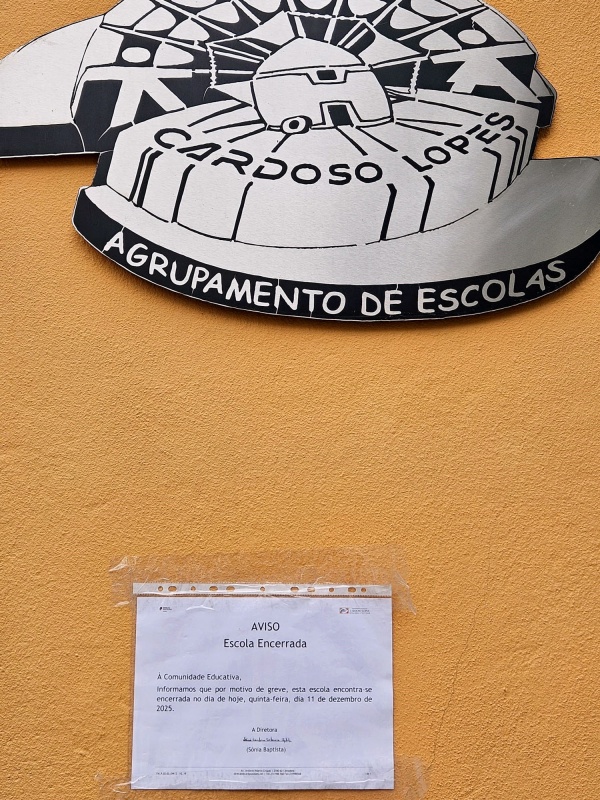 CARDOSO LOPES
AGRUPAMENTO DE ESCOLAS
AVISO
Escola Encerrada
À Comunidade Educativa,
Informamos que por motivo de greve, esta escola encontra-se
encerrada no dia de hoje, quinta-feira, dia 11 de dezembro de
2025.
A Diretora
(Sónia Baptista)